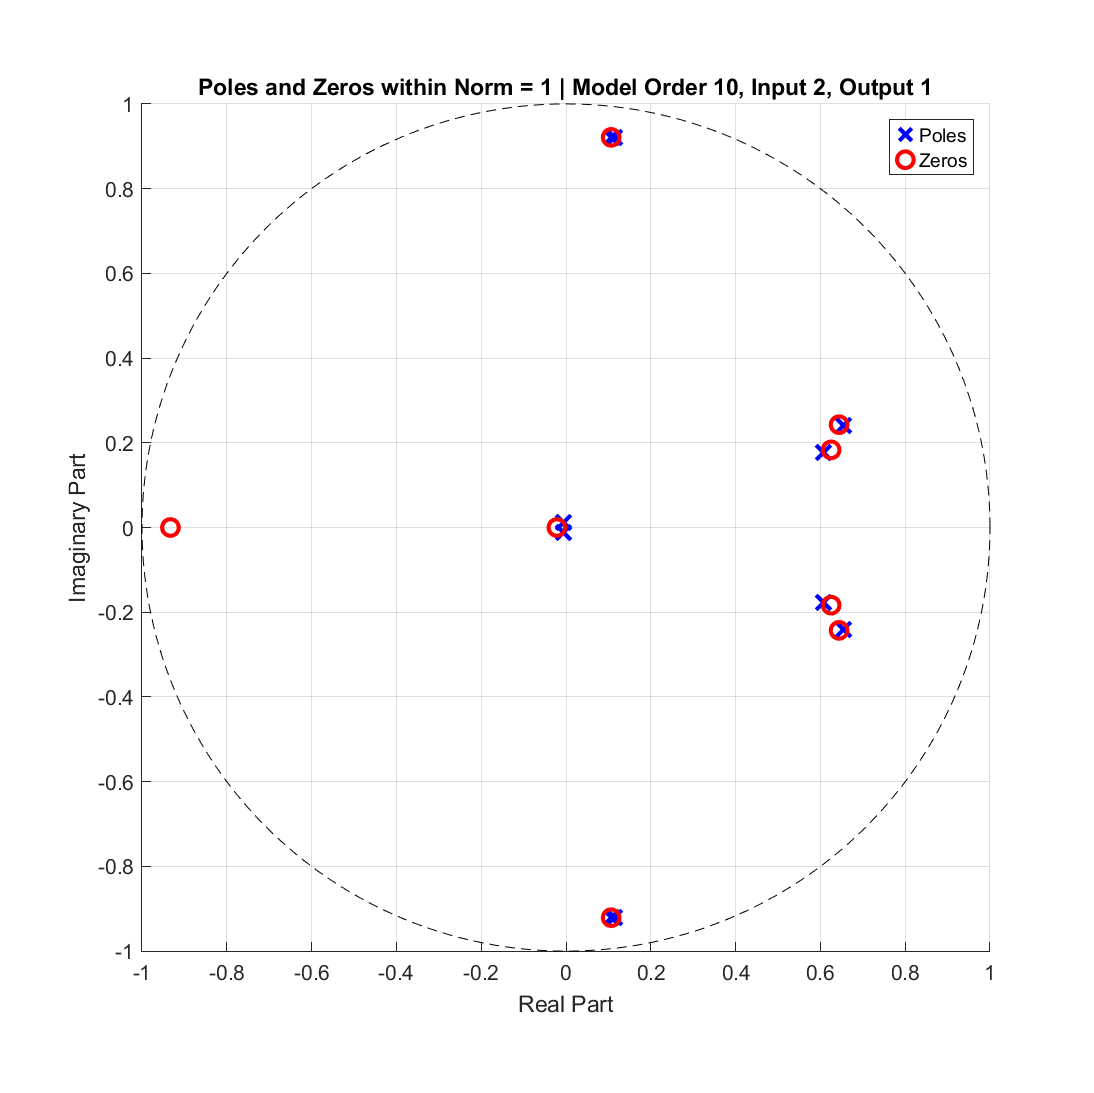 Poles and Zeros within Norm = 1 | Model Order 10, Input 2, Output 1
Poles
Zeros
1
0.8
0.6
0.4
0.2
0
-0.2
-0.4
-0.6
-0.8
-1
Imaginary Part
-1 -0.8 -0.6 -0.4 -0.2 0 0.2 0.4 0.6 0.8 1
Real Part